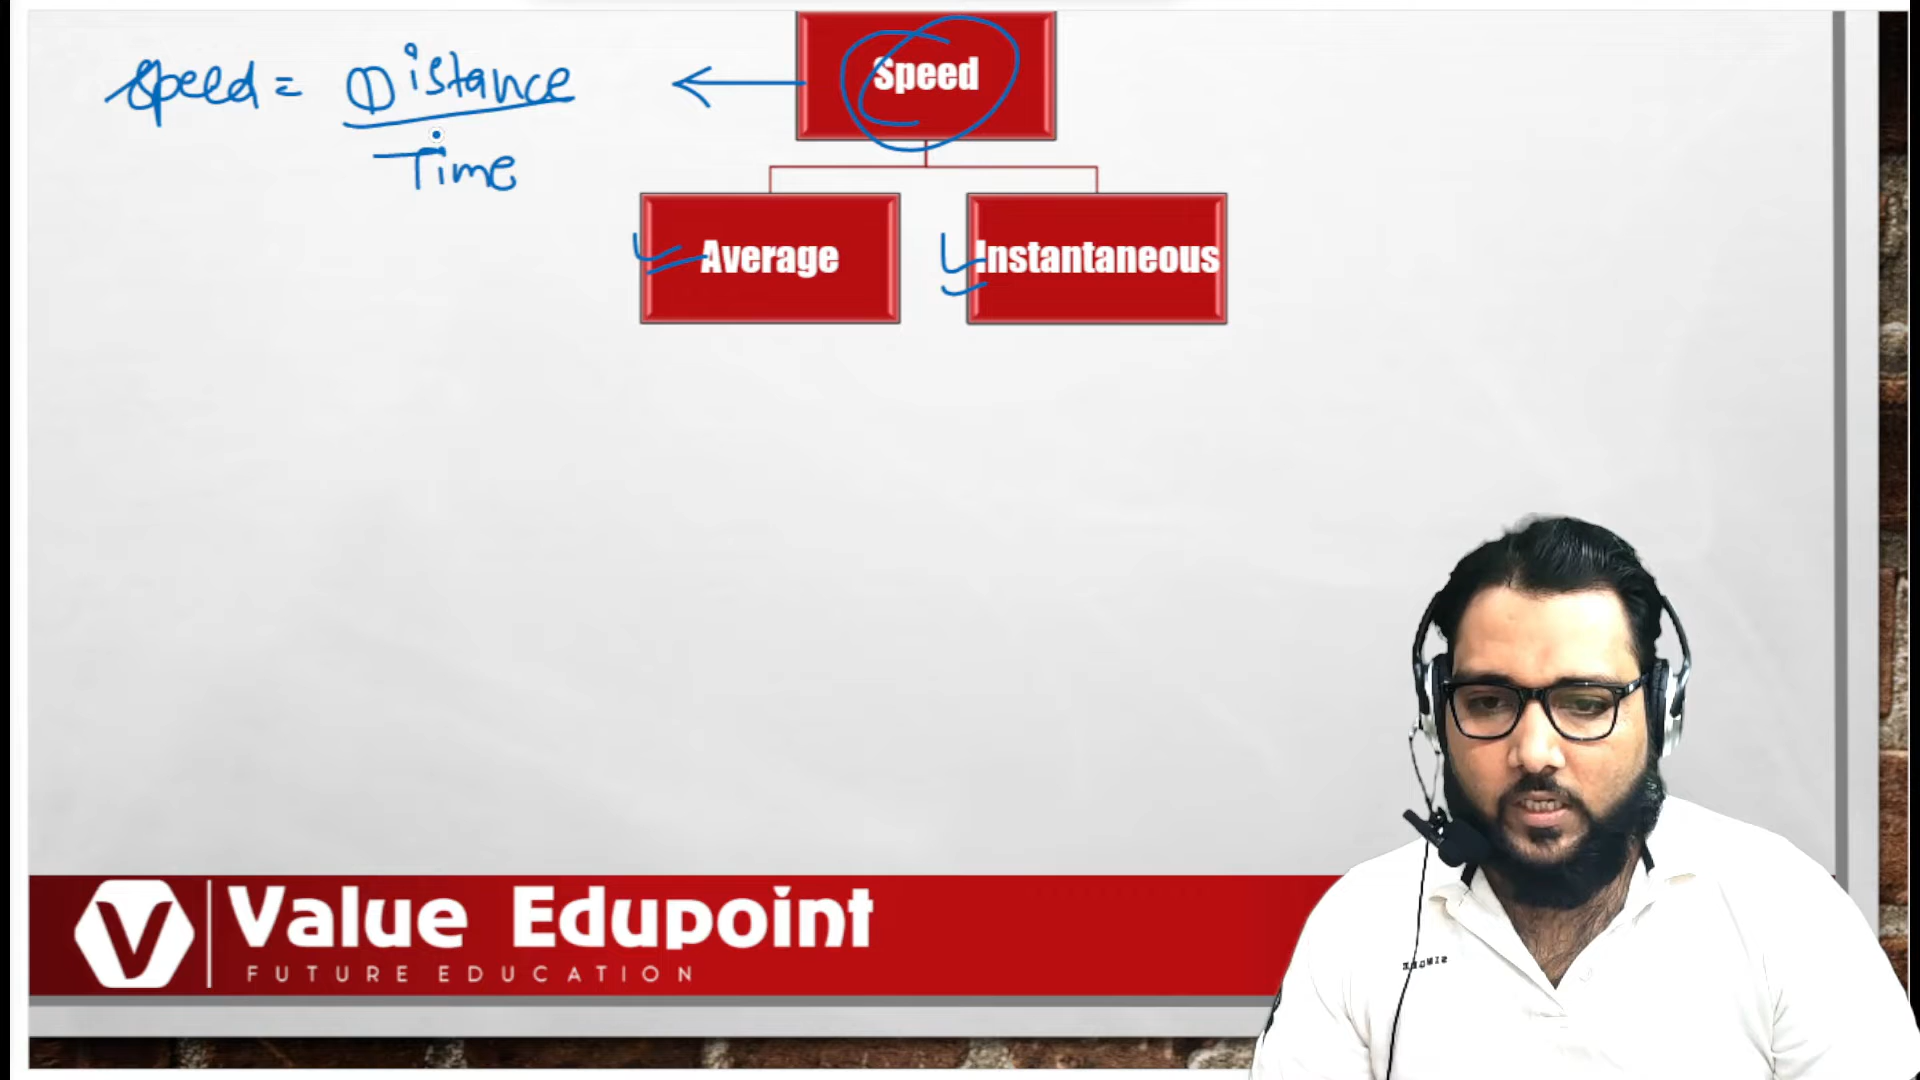 Speed
Speed = Distance
Time
Average
Instantaneous
Value Edupoint
FUTURE EDUCATION